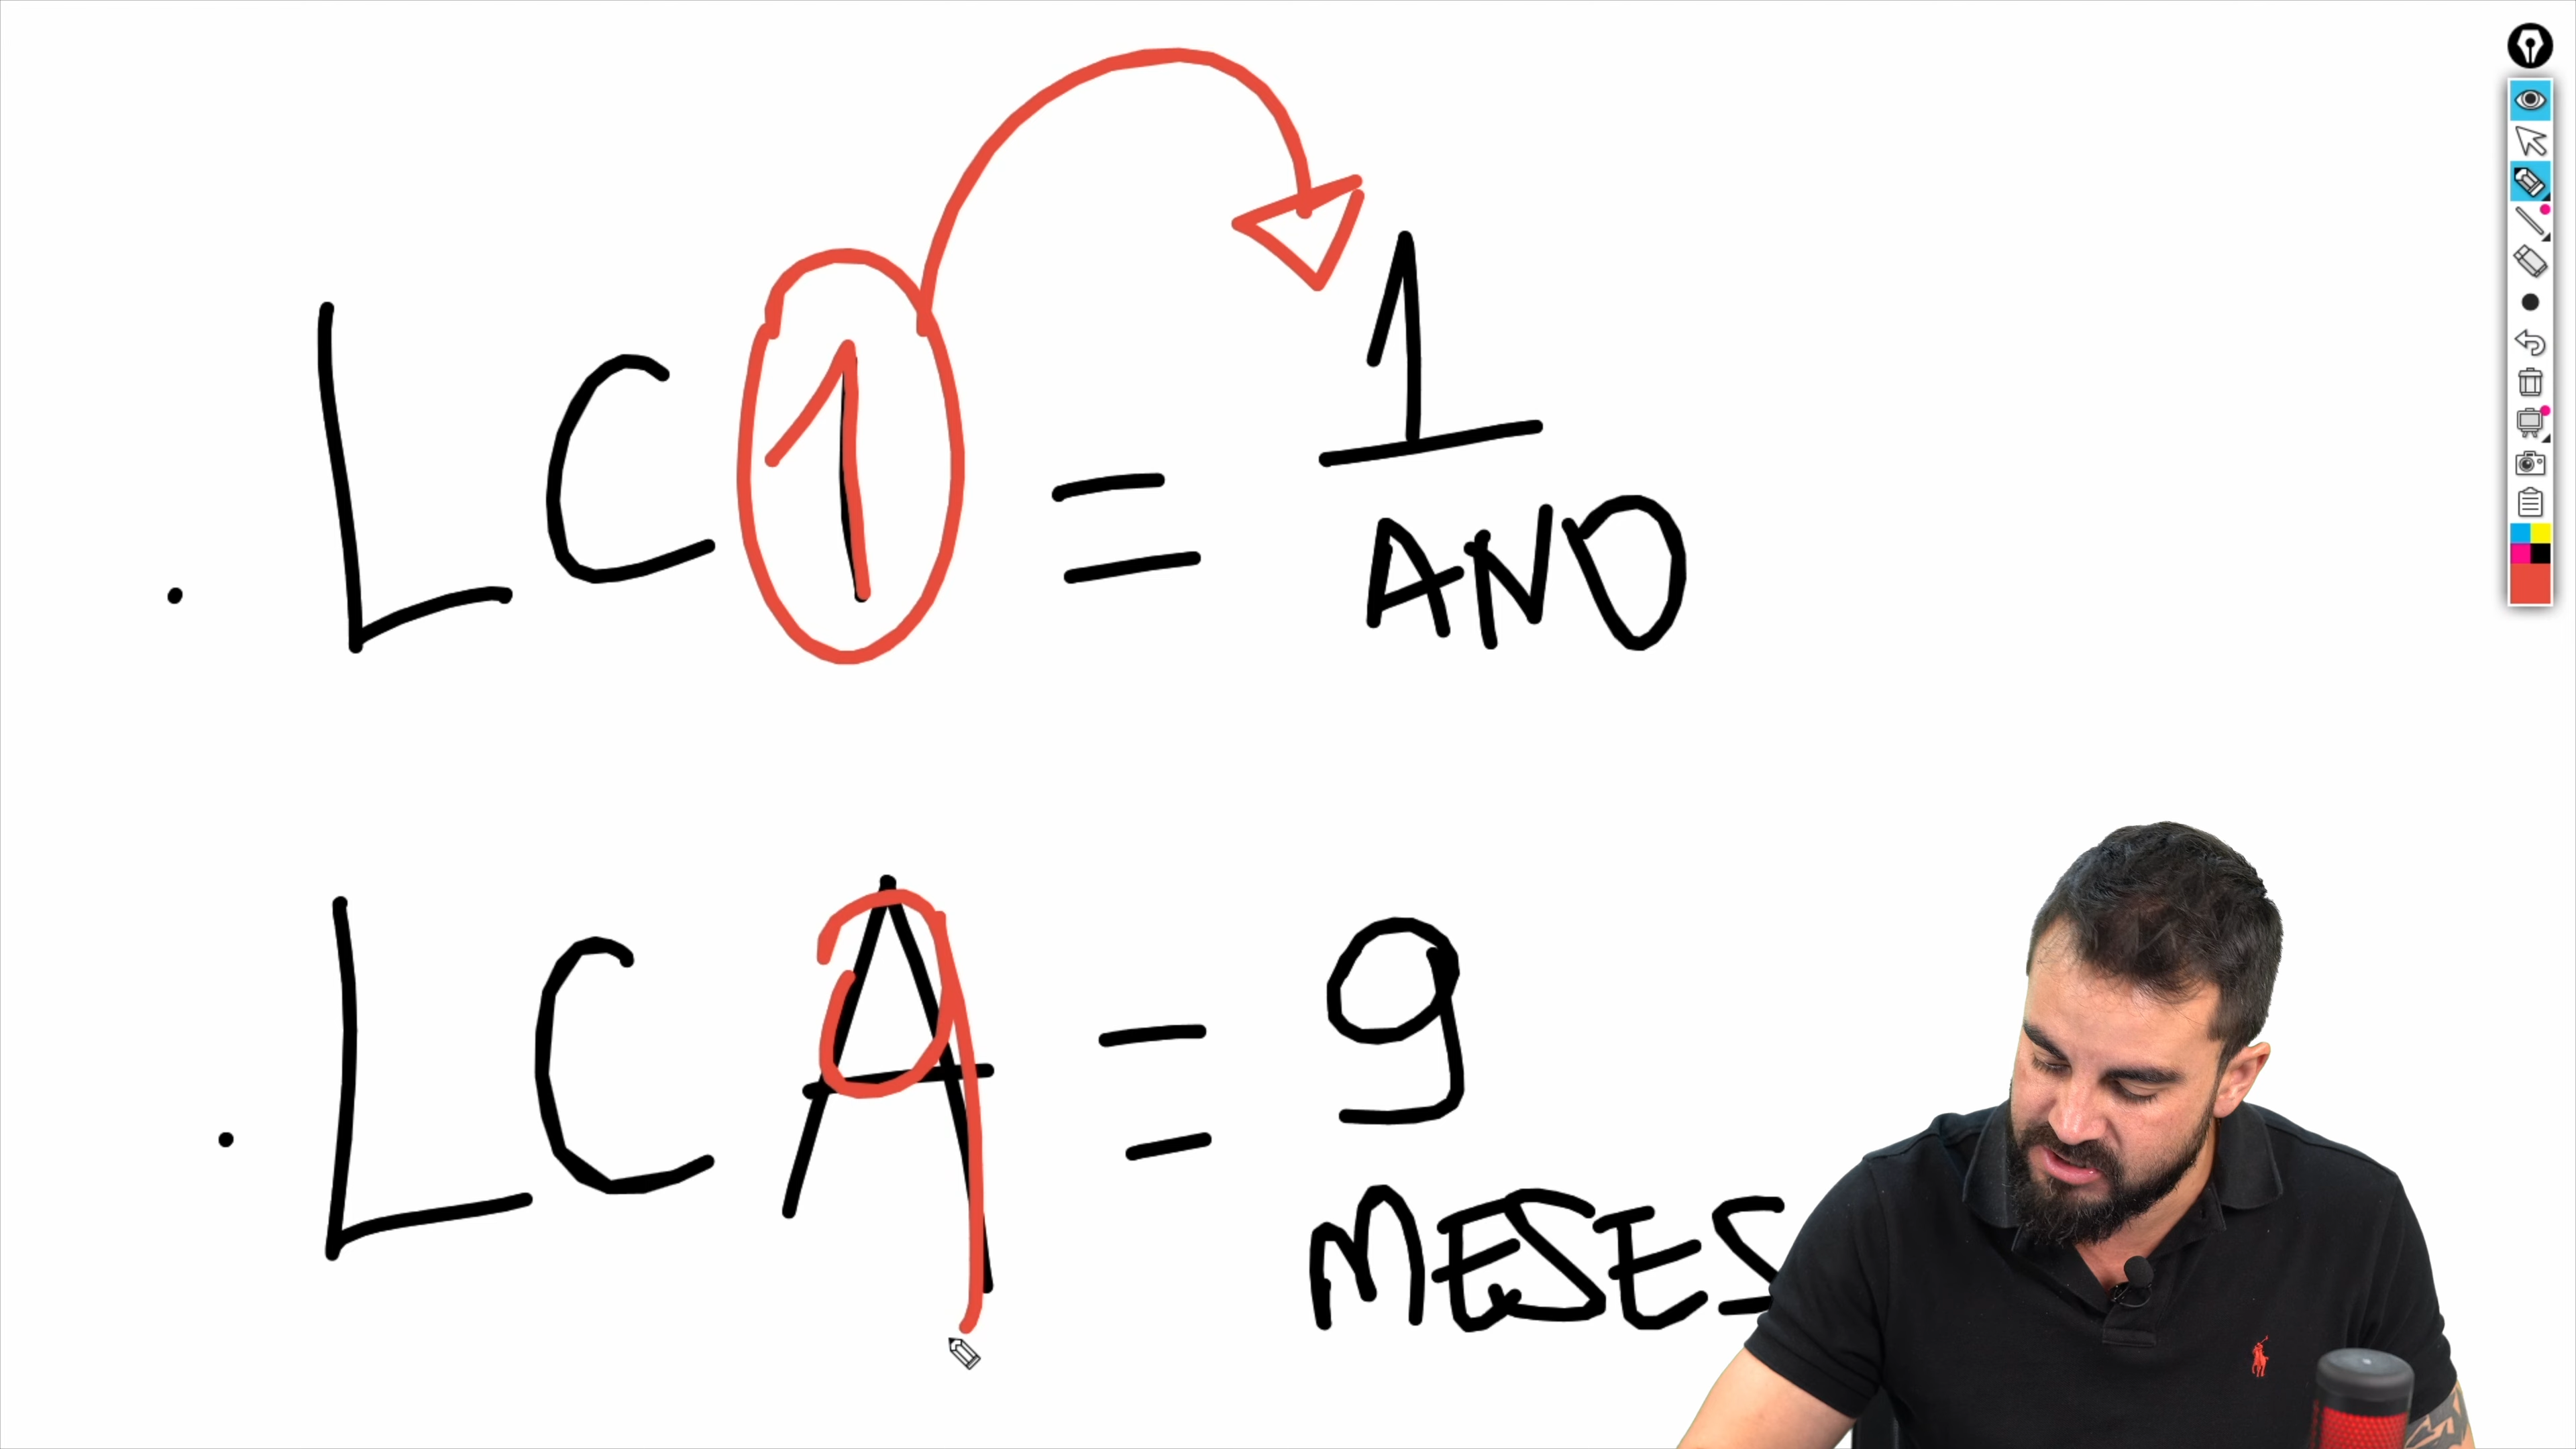 . LC1 = 1
ANO
. LCA = 9
MESES